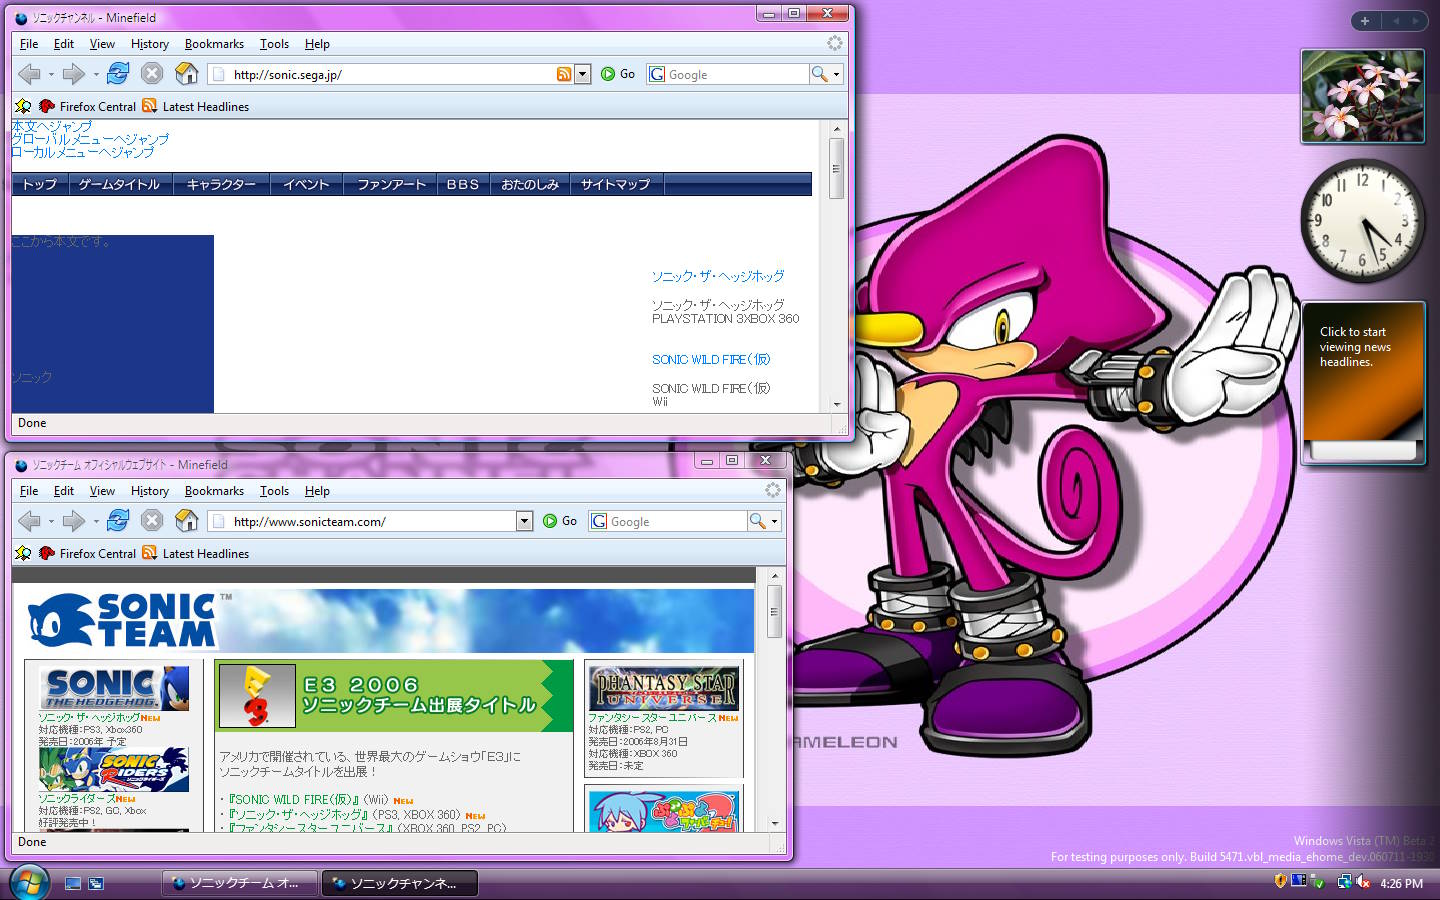 ソニックチャンネル - Minefield
File Edit View History Bookmarks Tools Help
http://sonic.sega.jp/ Go Google
Firefox Central Latest Headlines
本文へジャンプ
グローバルメニューへジャンプ
ローカルメニューへジャンプ
トップ ゲームタイトル キャラクター イベント ファンアート BBS おたのしみ サイトマップ
ここから本文です。
ソニック・ザ・ヘッジホッグ
ソニック・ザ・ヘッジホッグ
PLAYSTATION 3XBOX 360
SONIC WILD FIRE(仮)
ソニック
SONIC WILD FIRE(仮)
Wii
Done
ソニックチーム オフィシャルウェブサイト - Minefield
File Edit View History Bookmarks Tools Help
http://www.sonicteam.com/ Go Google
Firefox Central Latest Headlines
SONIC TEAM TM
SONIC
THE HEDGEHOG
ソニック・ザ・ヘッジホッグNEW
対応機種:PS3, Xbox360
発売日:2006年 予定
SONIC RIDERS
ソニックライダーズNEW
対応機種:PS2, GC, Xbox
好評発売中!
E3
E3 2006
ソニックチーム出展タイトル
アメリカで開催されている、世界最大のゲームショウ「E3」に
ソニックチームタイトルを出展!
・『SONIC WILD FIRE(仮)』 (Wii) NEW
・『ソニック・ザ・ヘッジホッグ』 (PS3, XBOX 360) NEW
・『ファンタシースター ユニバース』 (XBOX 360, PS2, PC)
PHANTASY STAR
UNIVERSE
ファンタシースター ユニバース NEW
対応機種:PS2, PC
発売日:2006年8月31日
対応機種:XBOX 360
発売日:未定
Done
AMELEON
12 1 2 3 4 5 6 7 8 9 10 11
Click to start
viewing news
headlines.
Windows Vista (TM) Beta 2
For testing purposes only. Build 5471.vbl_media_ehome_dev.060711-1930
ソニックチーム オ... ソニックチャンネ... 4:26 PM